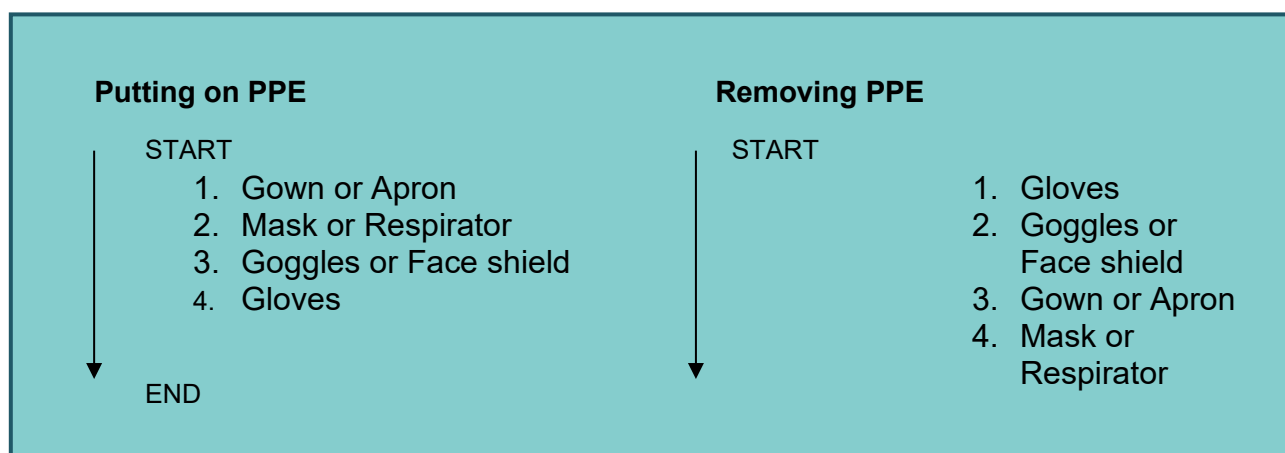 Putting on PPE
START
1. Gown or Apron
2. Mask or Respirator
3. Goggles or Face shield
4. Gloves
END
Removing PPE
START
1. Gloves
2. Goggles or
Face shield
3. Gown or Apron
4. Mask or
Respirator